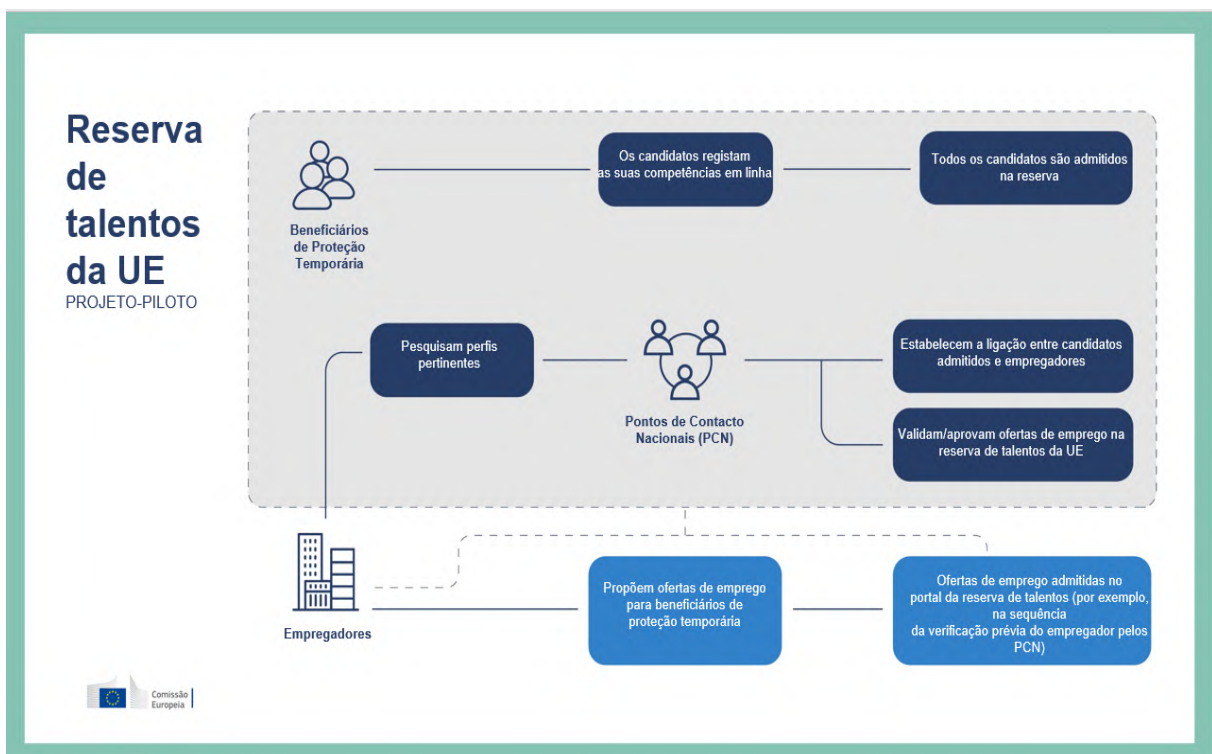 Reserva
de
talentos
da UE
PROJETO-PILOTO
Beneficiários
de Proteção
Temporária
Os candidatos registam
as suas competências em linha
Todos os candidatos são admitidos
na reserva
Pesquisam perfis
pertinentes
Pontos de Contacto
Nacionais (PCN)
Estabelecem a ligação entre candidatos
admitidos e empregadores
Validam/aprovam ofertas de emprego na
reserva de talentos da UE
Empregadores
Propõem ofertas de emprego
para beneficiários de
proteção temporária
Ofertas de emprego admitidas no
portal da reserva de talentos (por exemplo,
na sequência
da verificação prévia do empregador pelos
PCN)
Comissão
Europeia